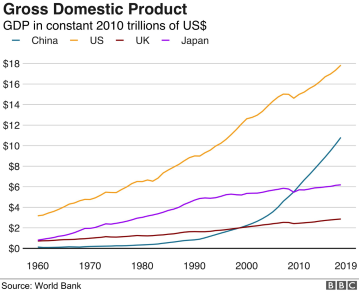 Gross Domestic Product
GDP in constant 2010 trillions of US$
China US UK Japan
$18
$16
$14
$12
$10
$8
$6
$4
$2
$0
1960 1970 1980 1990 2000 2010 2019
Source: World Bank BBC